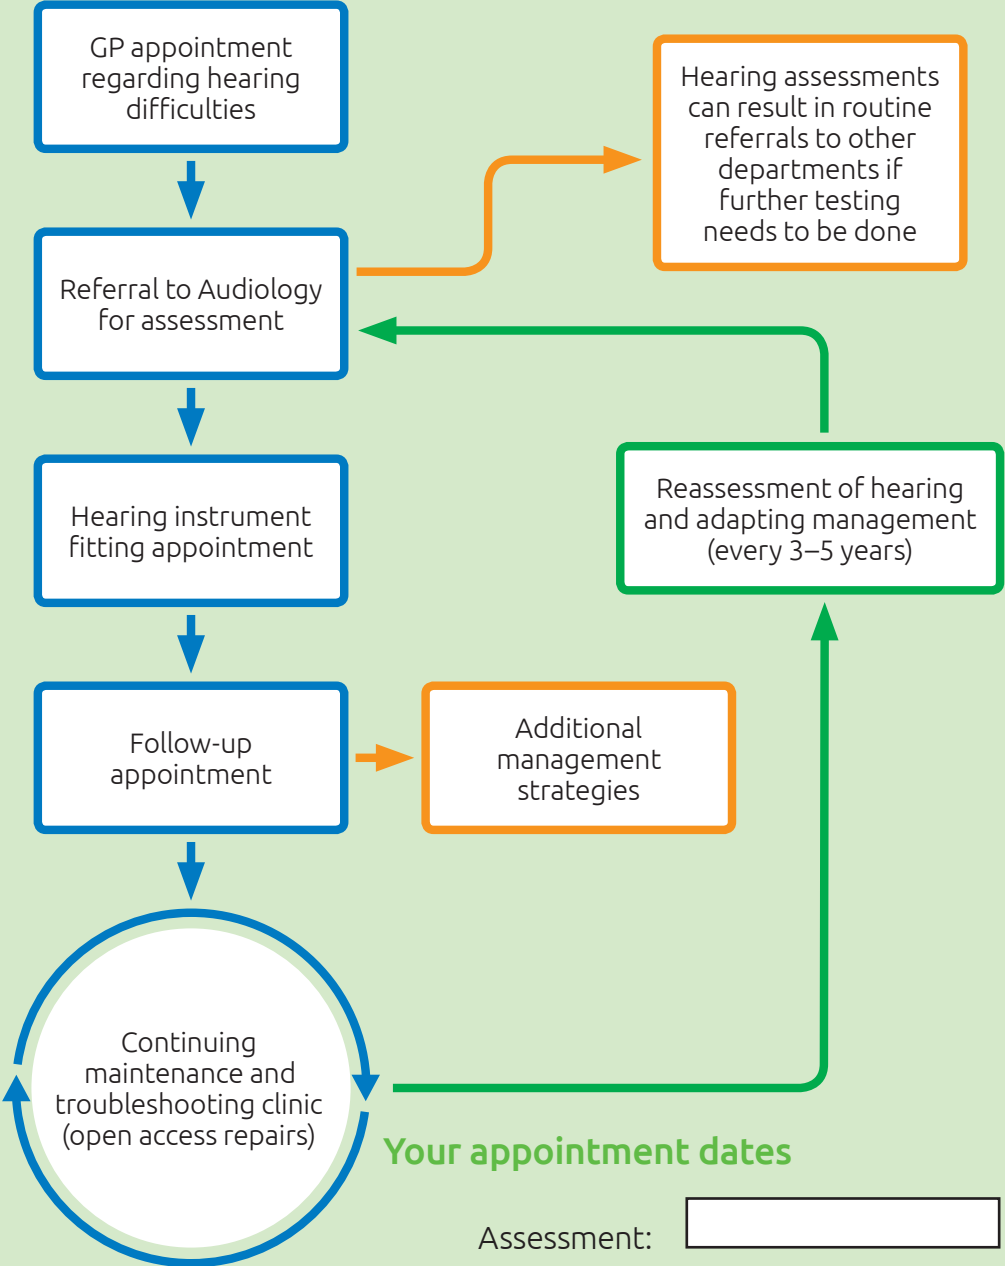 GP appointment
regarding hearing
difficulties
Hearing assessments
can result in routine
referrals to other
departments if
further testing
needs to be done
Referral to Audiology
for assessment
Hearing instrument
fitting appointment
Reassessment of hearing
and adapting management
(every 3–5 years)
Follow-up
appointment
Additional
management
strategies
Continuing
maintenance and
troubleshooting clinic
(open access repairs)
Your appointment dates
Assessment: